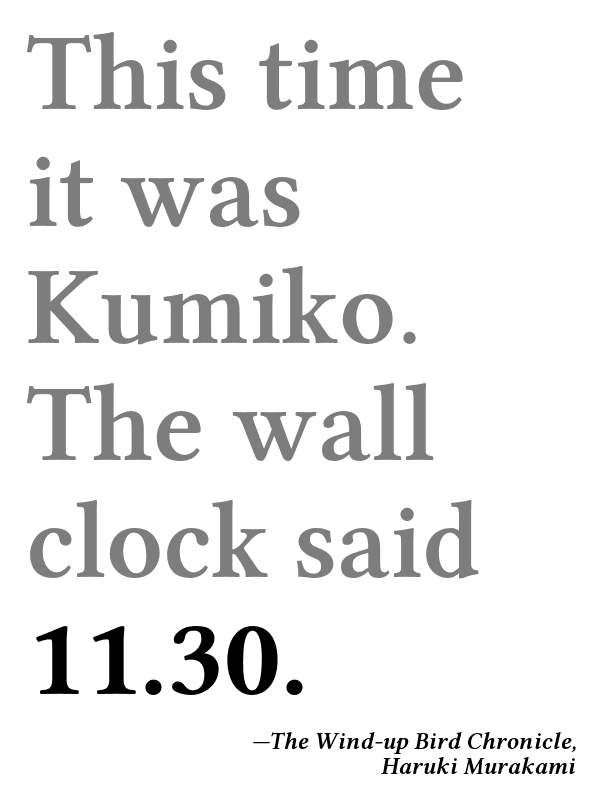 This time
it was
Kumiko.
The wall
clock said
11.30.
—The Wind-up Bird Chronicle,
Haruki Murakami